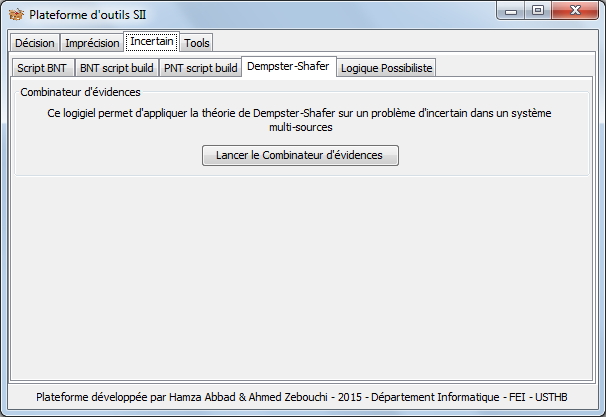 Plateforme d'outils SII
Décision Imprécision Incertain Tools
Script BNT BNT script build PNT script build Dempster-Shafer Logique Possibiliste
Combinateur d'évidences
Ce logigiel permet d'appliquer la théorie de Dempster-Shafer sur un problème d'incertain dans un système
multi-sources
Lancer le Combinateur d'évidences
Plateforme développée par Hamza Abbad & Ahmed Zebouchi - 2015 - Département Informatique - FEI - USTHB